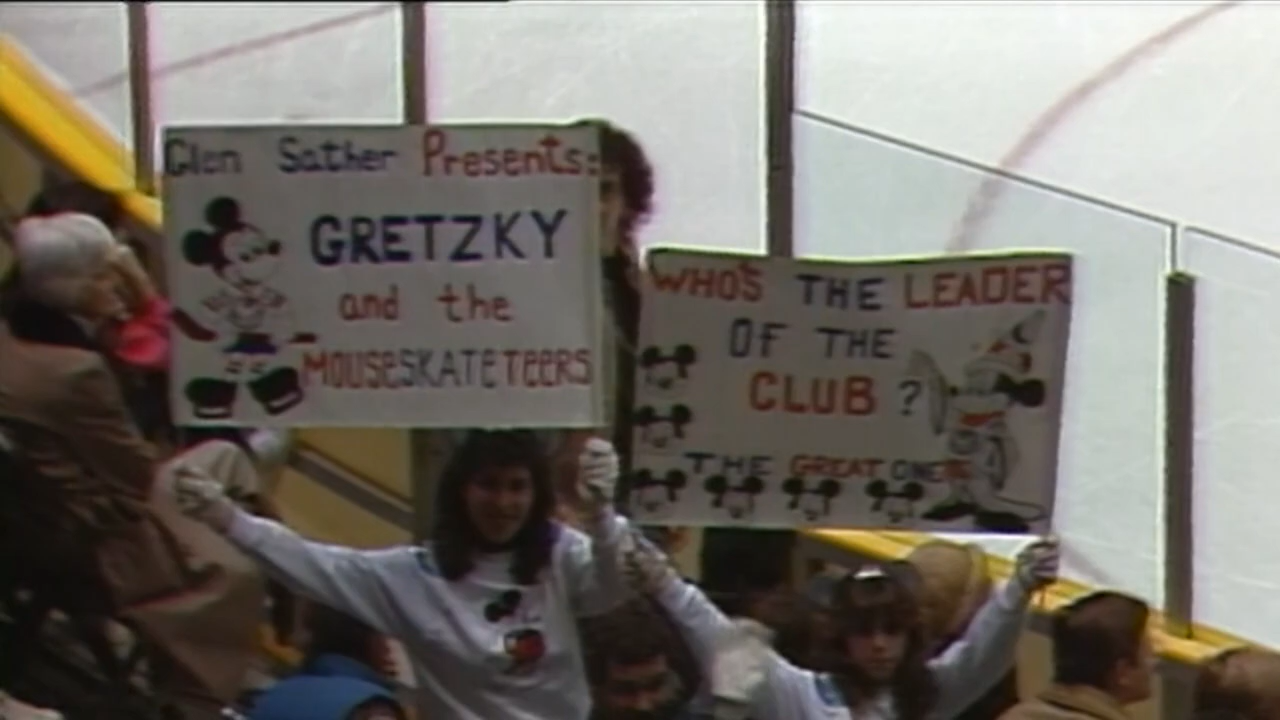 Glen Sather Presents:
GRETZKY
and the
MOUSESKATETEERS
WHO'S THE LEADER
OF THE
CLUB ?
THE GREAT ONE